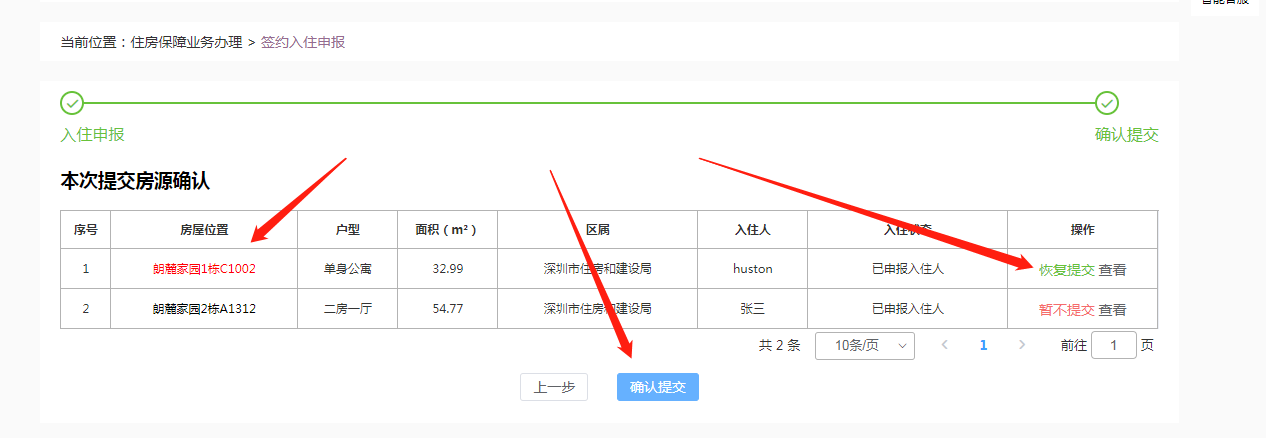 智能客服
当前位置：住房保障业务办理 > 签约入住申报
入住申报 确认提交
本次提交房源确认
序号 房屋位置 户型 面积（m²） 区属 入住人 入住状态 操作
1 朗麓家园1栋C1002 单身公寓 32.99 深圳市住房和建设局 huston 已申报入住人 恢复提交 查看
2 朗麓家园2栋A1312 二房一厅 54.77 深圳市住房和建设局 张三 已申报入住人 暂不提交 查看
共 2 条 10条/页 1 前往 1 页
上一步 确认提交